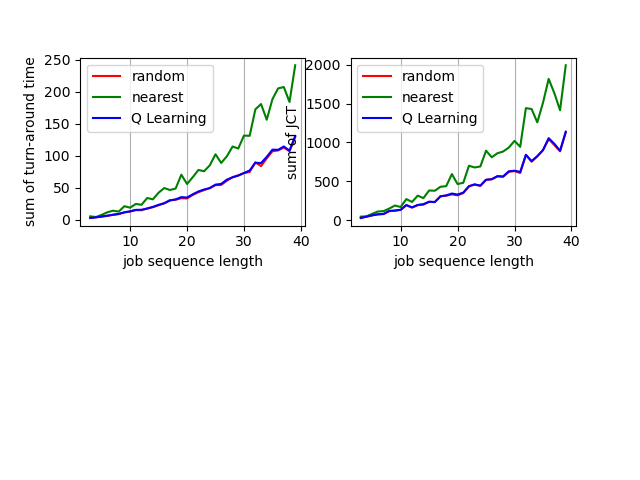 sum of turn-around time
250
200
150
100
50
0
random
nearest
Q Learning
10
20
30
40
job sequence length
sum of JCT
2000
1500
1000
500
0
random
nearest
Q Learning
10
20
30
40
job sequence length